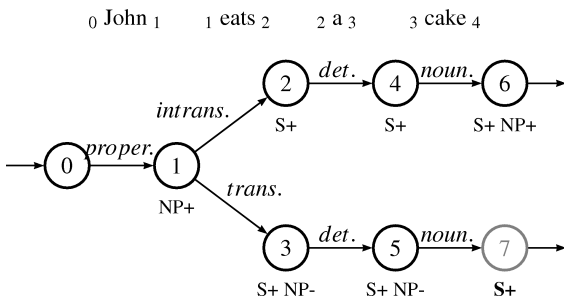 0 John 1 1 eats 2 2 a 3 3 cake 4
2 det. 4 noun. 6
intrans.
S+ S+ S+ NP+
0 proper. 1
NP+
trans.
3 det. 5 noun. 7
S+ NP- S+ NP- S+